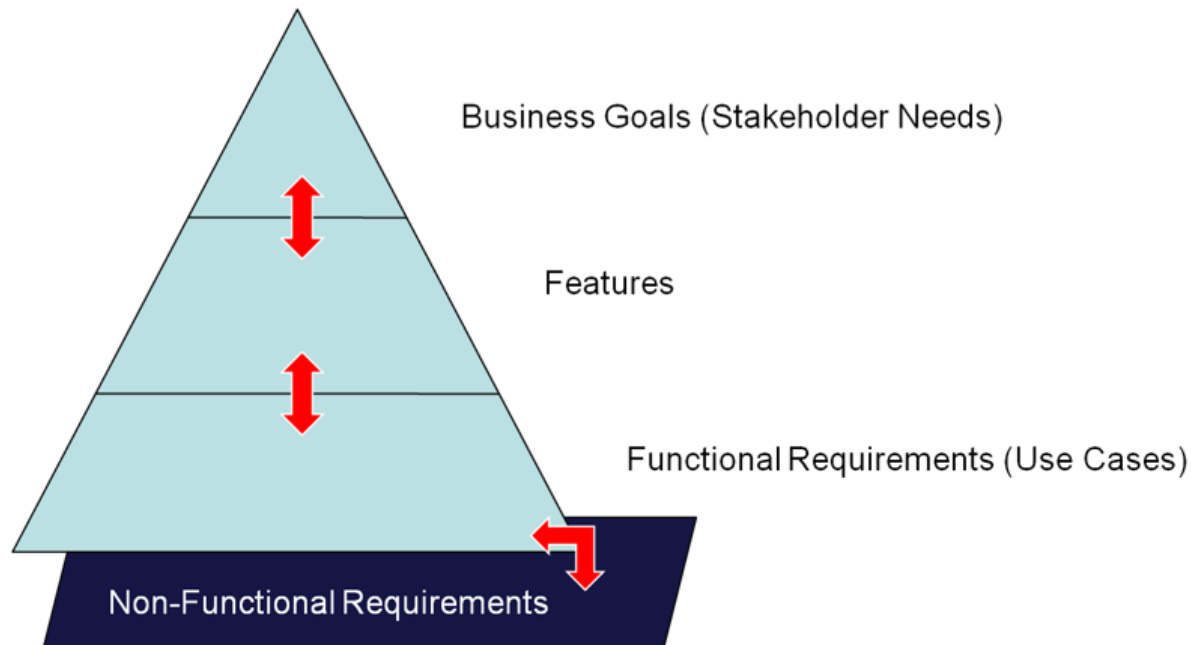 Business Goals (Stakeholder Needs)
Features
Functional Requirements (Use Cases)
Non-Functional Requirements